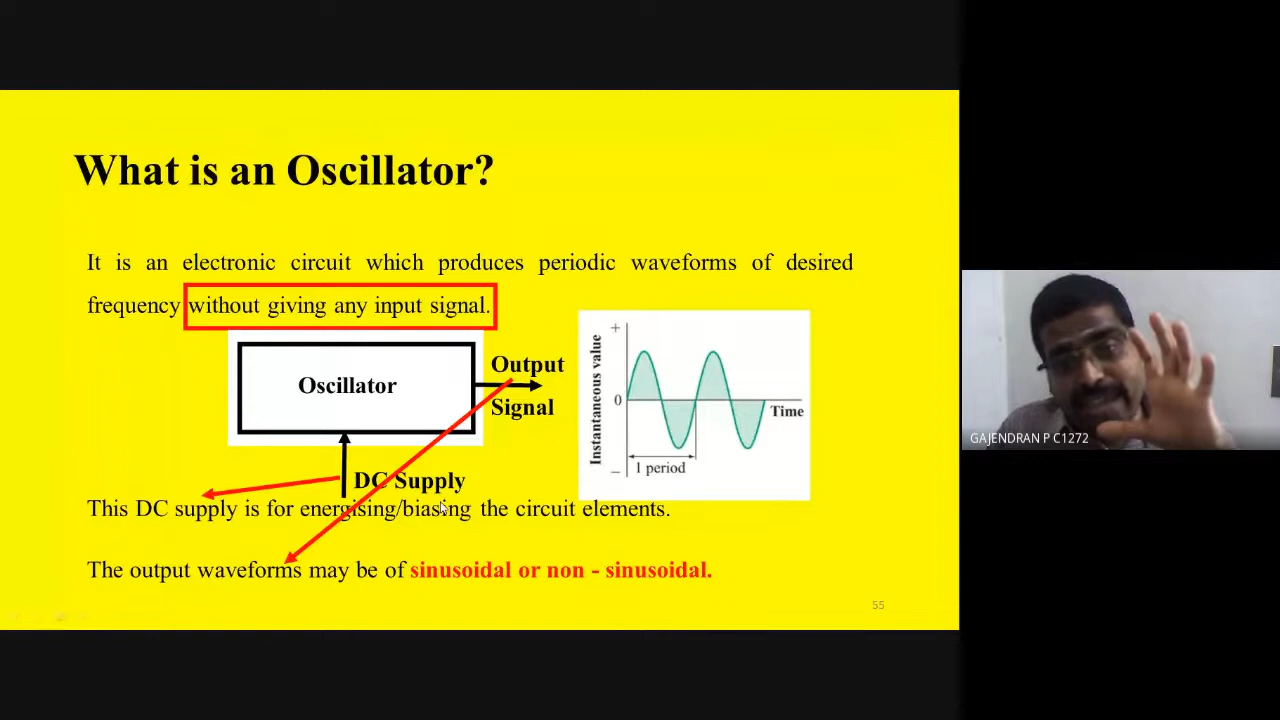 What is an Oscillator?
It is an electronic circuit which produces periodic waveforms of desired
frequency without giving any input signal.
Oscillator
Output
Signal
DC Supply
Instantaneous value
+
0
−
Time
1 period
This DC supply is for energising/biasing the circuit elements.
The output waveforms may be of sinusoidal or non - sinusoidal.
55
GAJENDRAN P C1272